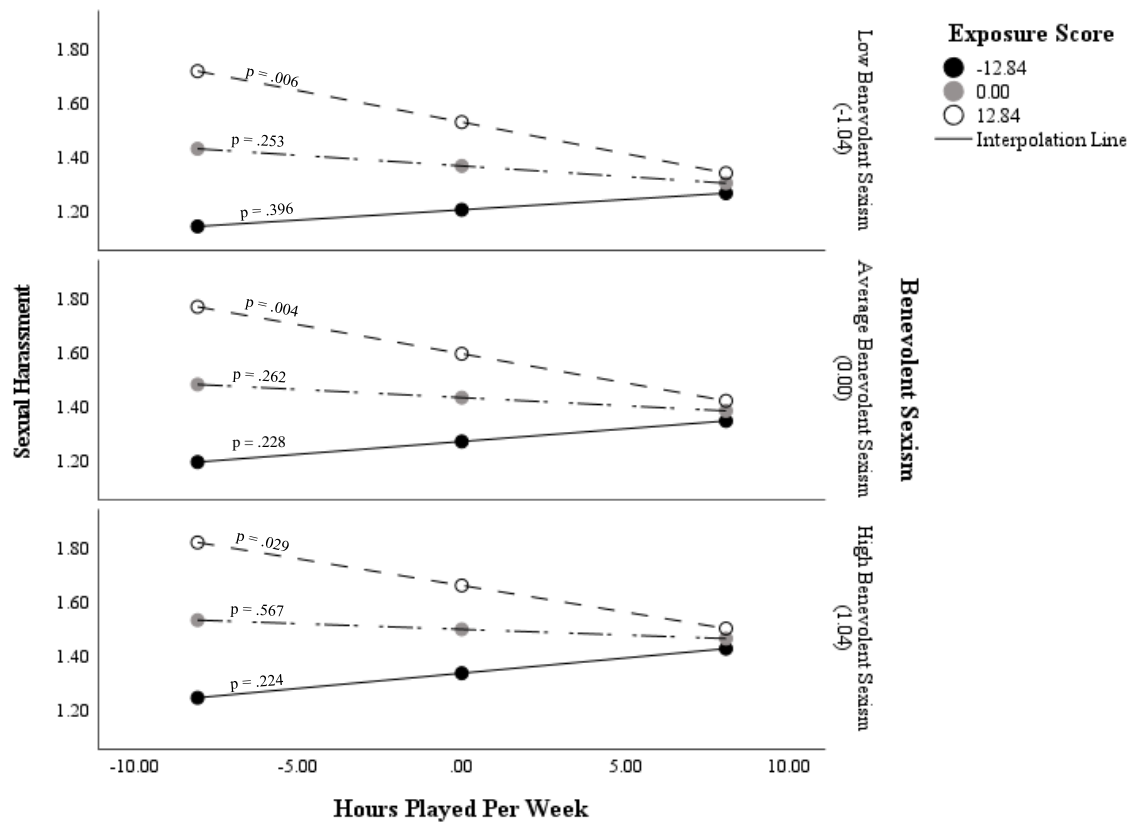 Exposure Score
-12.84
0.00
12.84
Interpolation Line
Sexual Harassment
1.80
1.60
1.40
1.20
p = .006
p = .253
p = .396
Low Benevolent Sexism
(-1.04)
1.80
1.60
1.40
1.20
p = .004
p = .262
p = .228
Average Benevolent Sexism
(0.00)
1.80
1.60
1.40
1.20
p = .029
p = .567
p = .224
High Benevolent Sexism
(1.04)
Benevolent Sexism
-10.00 -5.00 .00 5.00 10.00
Hours Played Per Week